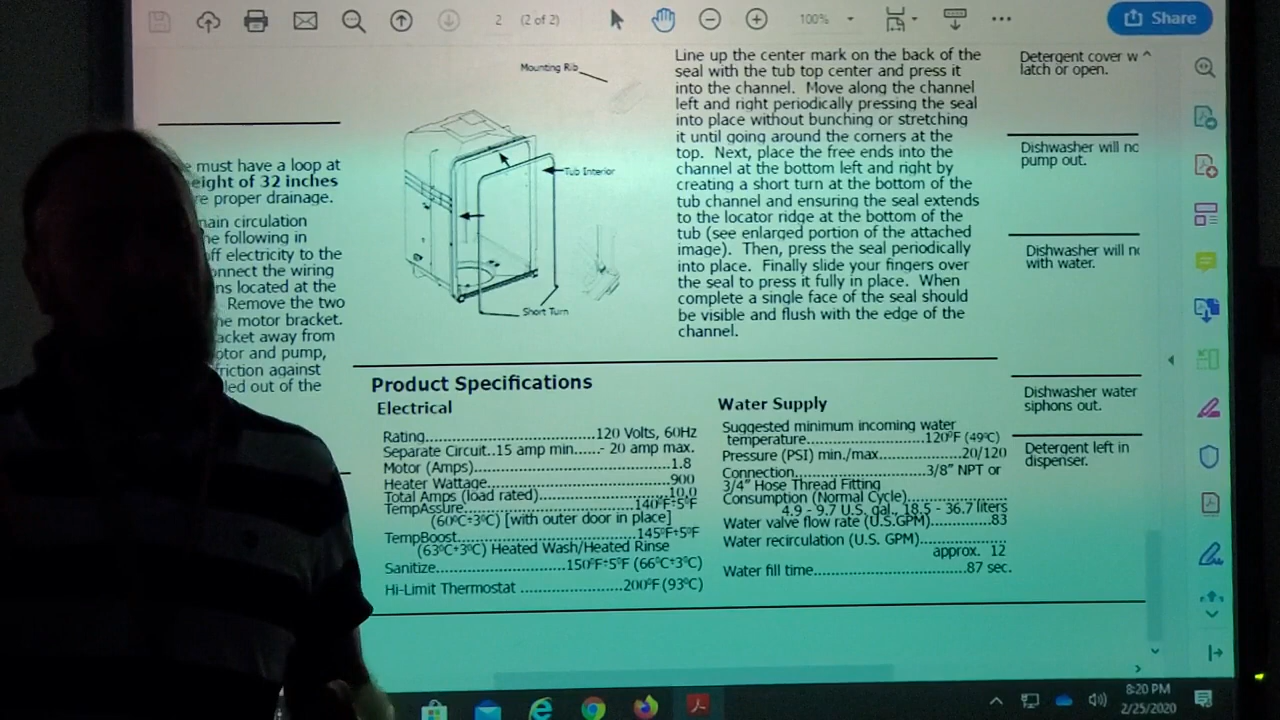 2 (2 of 2)
100%
Share
must have a loop at
eight of 32 inches
re proper drainage.
main circulation
he following in
off electricity to the
onnect the wiring
ns located at the
Remove the two
he motor bracket.
acket away from
otor and pump,
friction against
led out of the
Mounting Rib
Tub Interior
Short Turn
Line up the center mark on the back of the
seal with the tub top center and press it
into the channel. Move along the channel
left and right periodically pressing the seal
into place without bunching or stretching
it until going around the corners at the
top. Next, place the free ends into the
channel at the bottom left and right by
creating a short turn at the bottom of the
tub channel and ensuring the seal extends
to the locator ridge at the bottom of the
tub (see enlarged portion of the attached
image). Then, press the seal periodically
into place. Finally slide your fingers over
the seal to press it fully in place. When
complete a single face of the seal should
be visible and flush with the edge of the
channel.
Detergent cover w
latch or open.
Dishwasher will no
pump out.
Dishwasher will n
with water.
Dishwasher water
siphons out.
Detergent left in
dispenser.
Product Specifications
Electrical
Rating..............................120 Volts, 60Hz
Separate Circuit..15 amp min......- 20 amp max.
Motor (Amps)...................................1.8
Heater Wattage................................900
Total Amps (load rated)........................10.0
TempAssure...............................140°F÷5°F
(60°C÷3°C) [with outer door in place]
TempBoost................................145°F÷5°F
(63°C÷3°C) Heated Wash/Heated Rinse
Sanitize.......................150°F÷5°F (66°C÷3°C)
Hi-Limit Thermostat .....................200°F (93°C)
Water Supply
Suggested minimum incoming water
temperature.....................120°F (49°C)
Pressure (PSI) min./max...................20/120
Connection............................3/8" NPT or
3/4" Hose Thread Fitting
Consumption (Normal Cycle)....................
4.9 - 9.7 U.S. gal., 18.5 - 36.7 liters
Water valve flow rate (U.S.GPM)..............83
Water recirculation (U.S. GPM).................
approx. 12
Water fill time..............................87 sec.
8:20 PM
2/25/2020